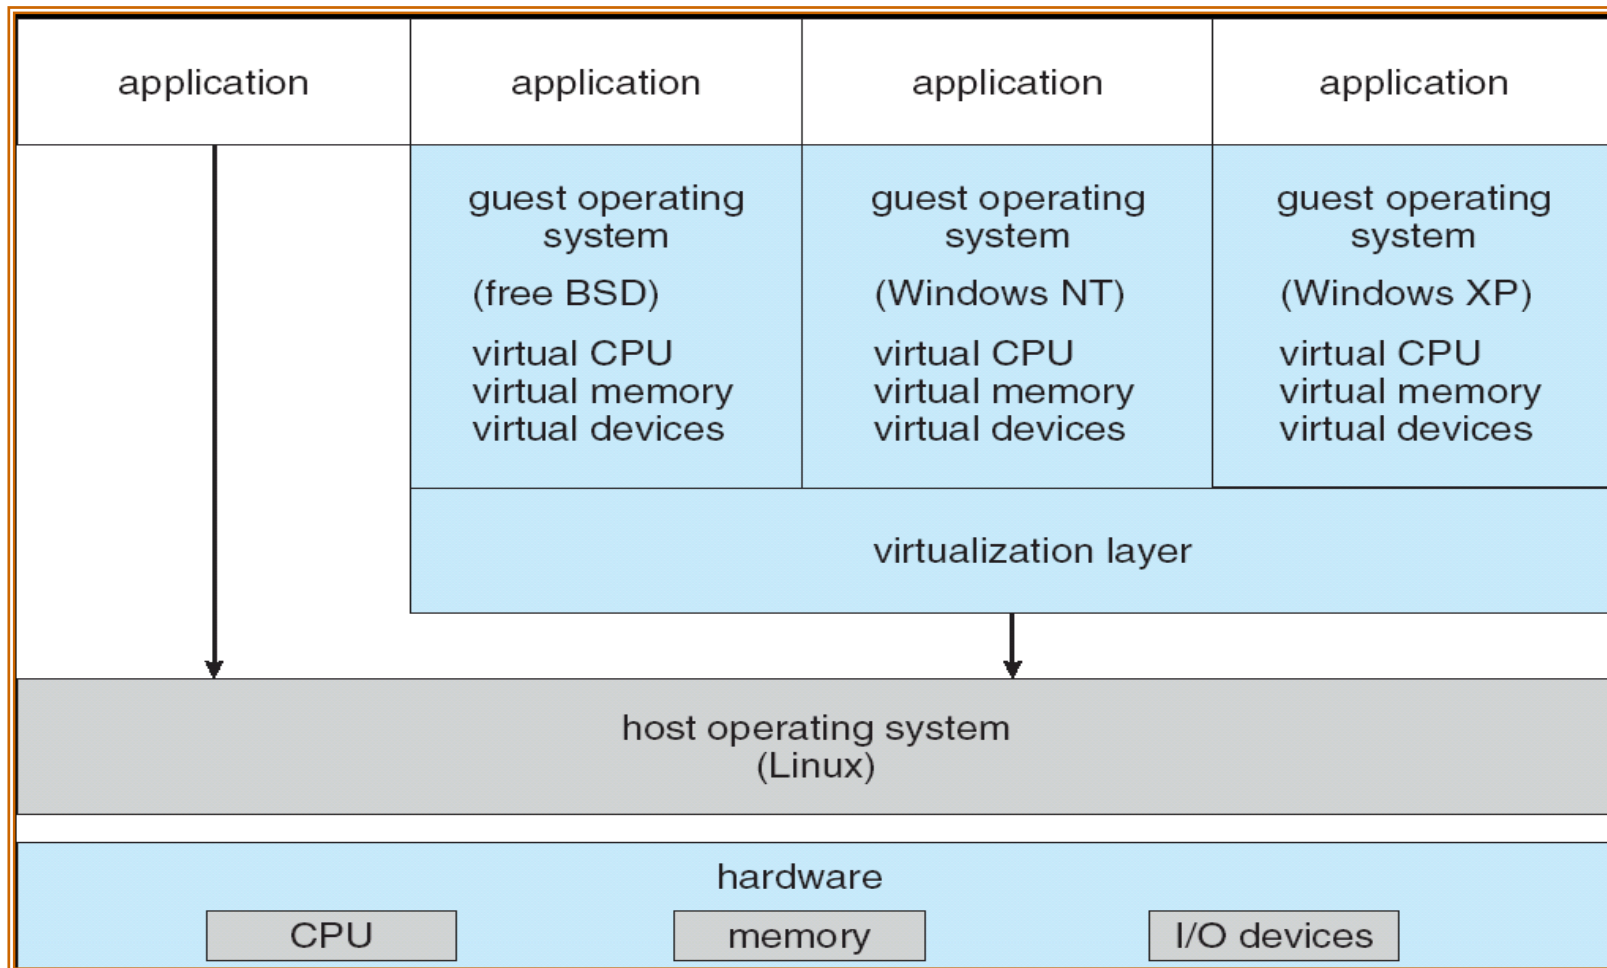 application
application
application
application
guest operating
system
(free BSD)
virtual CPU
virtual memory
virtual devices
guest operating
system
(Windows NT)
virtual CPU
virtual memory
virtual devices
guest operating
system
(Windows XP)
virtual CPU
virtual memory
virtual devices
virtualization layer
host operating system
(Linux)
hardware
CPU
memory
I/O devices